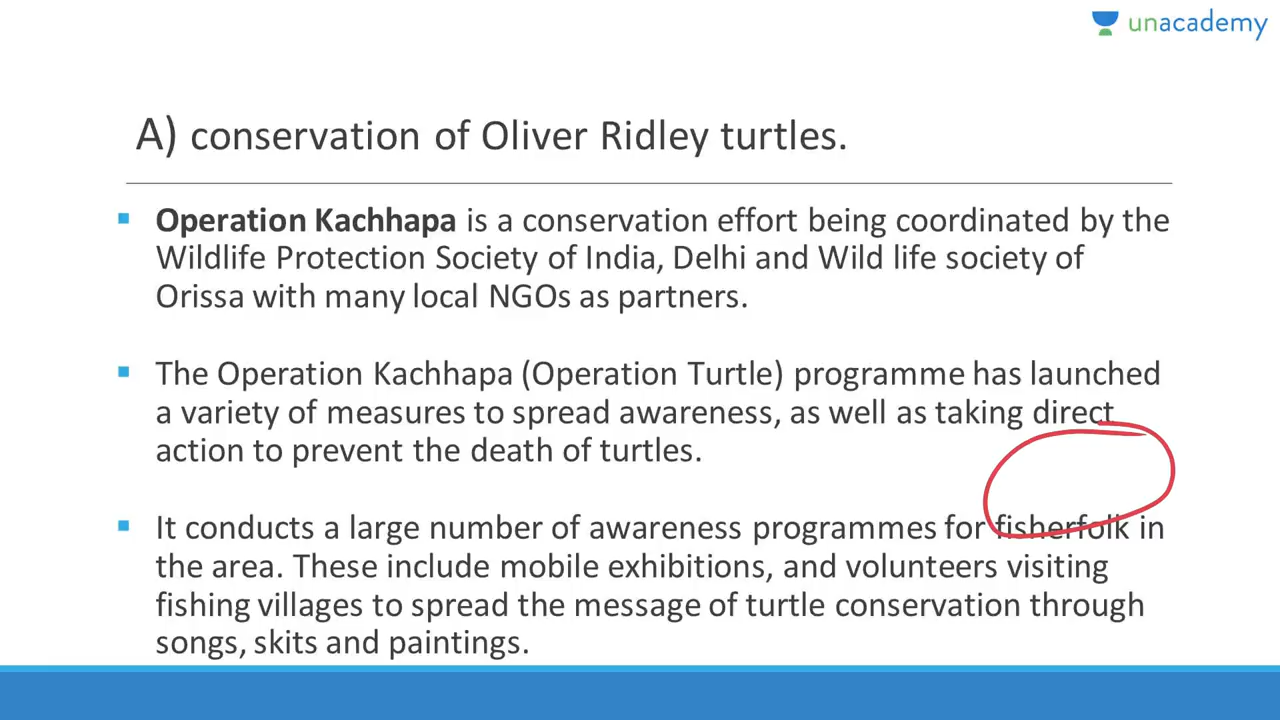 unacademy
A) conservation of Oliver Ridley turtles.
Operation Kachhapa is a conservation effort being coordinated by the
Wildlife Protection Society of India, Delhi and Wild life society of
Orissa with many local NGOs as partners.
The Operation Kachhapa (Operation Turtle) programme has launched
a variety of measures to spread awareness, as well as taking direct
action to prevent the death of turtles.
It conducts a large number of awareness programmes for fisherfolk in
the area. These include mobile exhibitions, and volunteers visiting
fishing villages to spread the message of turtle conservation through
songs, skits and paintings.